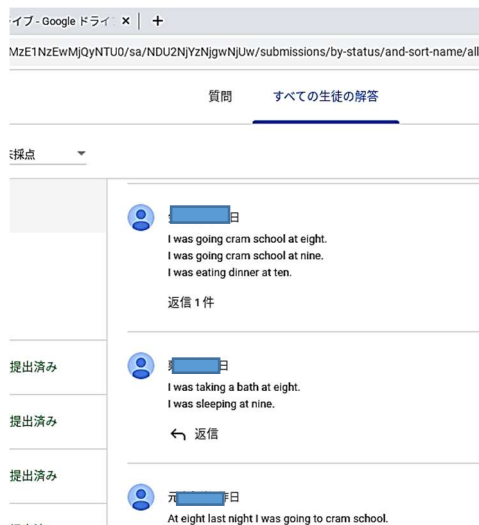 イブ - Google ドライ × | +
MzE1NzEwMjQyNTU0/sa/NDU2NjYzNjgwNjUw/submissions/by-status/and-sort-name/all
質問 すべての生徒の解答
採点
日
I was going cram school at eight.
I was going cram school at nine.
I was eating dinner at ten.
返信 1 件
提出済み
日
I was taking a bath at eight.
I was sleeping at nine.
提出済み
返信
提出済み
元 日
At eight last night I was going to cram school.